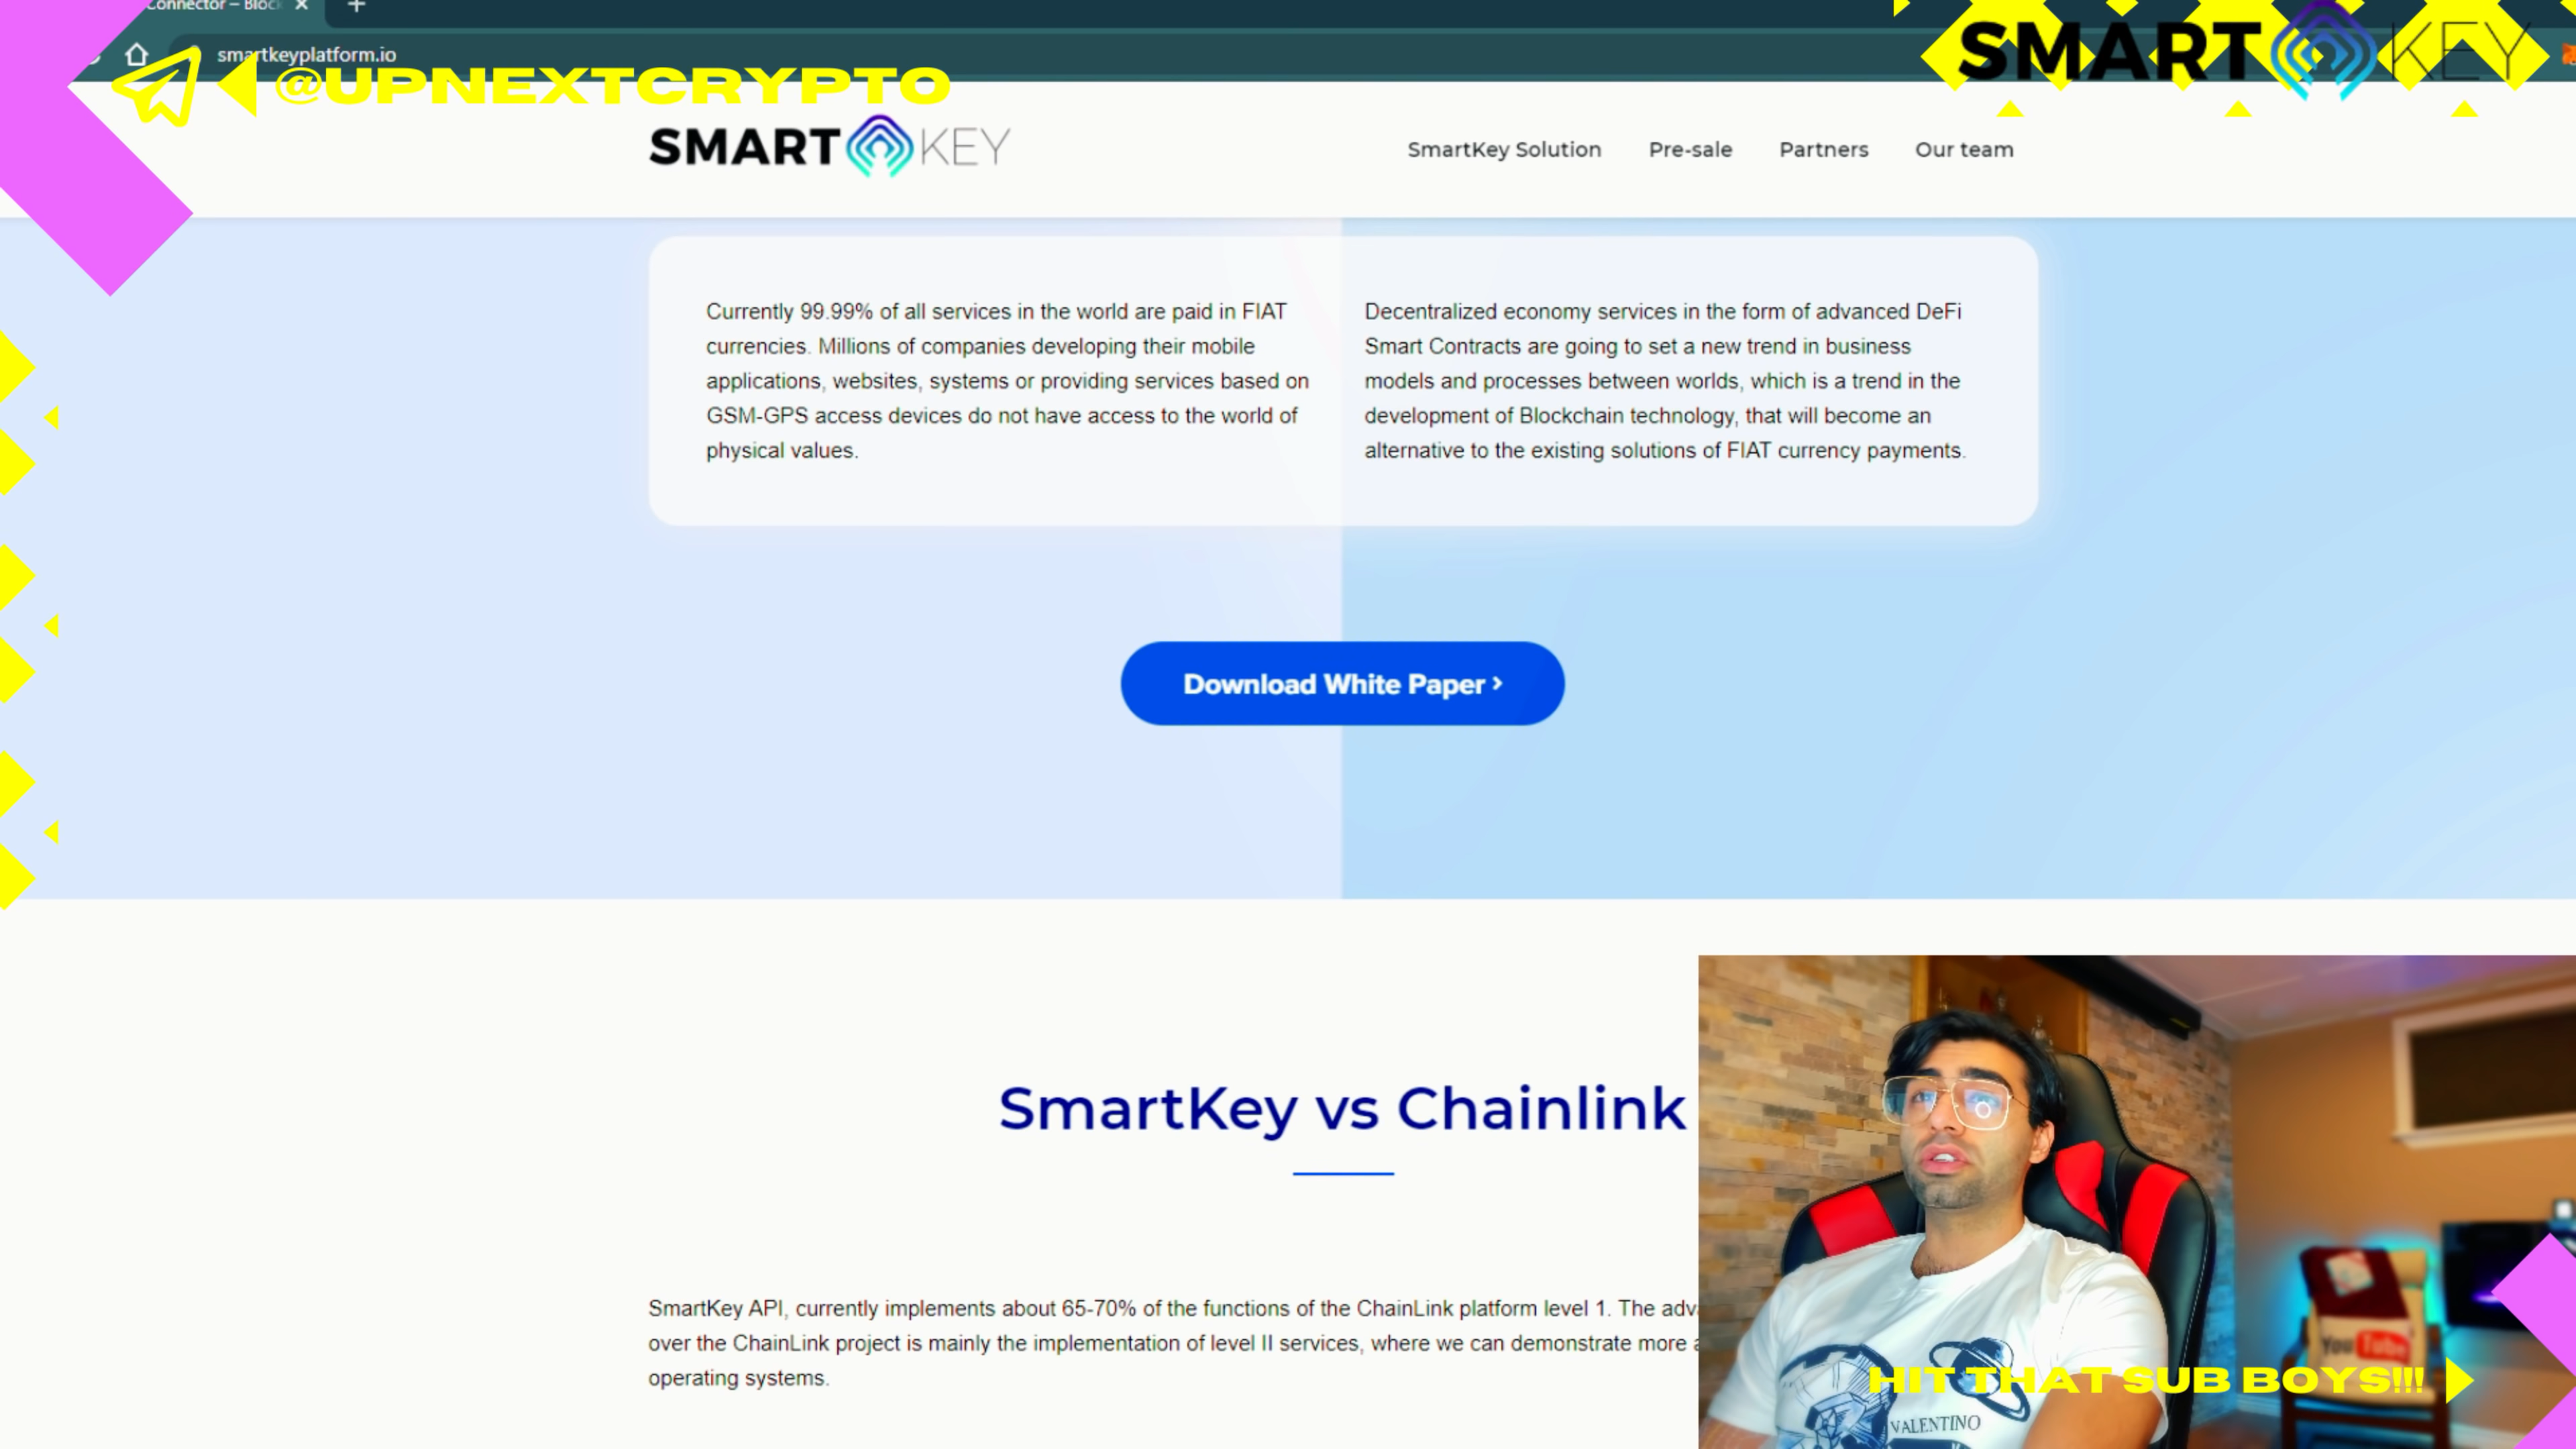 Connector – Block
smartkeyplatform.io
@UPNEXTCRYPTO
SMART KEY
SMART KEY
SmartKey Solution Pre-sale Partners Our team
Currently 99.99% of all services in the world are paid in FIAT
currencies. Millions of companies developing their mobile
applications, websites, systems or providing services based on
GSM-GPS access devices do not have access to the world of
physical values.
Decentralized economy services in the form of advanced DeFi
Smart Contracts are going to set a new trend in business
models and processes between worlds, which is a trend in the
development of Blockchain technology, that will become an
alternative to the existing solutions of FIAT currency payments.
Download White Paper ›
SmartKey vs Chainlink
SmartKey API, currently implements about 65-70% of the functions of the ChainLink platform level 1. The adv
over the ChainLink project is mainly the implementation of level II services, where we can demonstrate more
operating systems.
You Tube
HIT THAT SUB BOYS!!!
VALENTINO